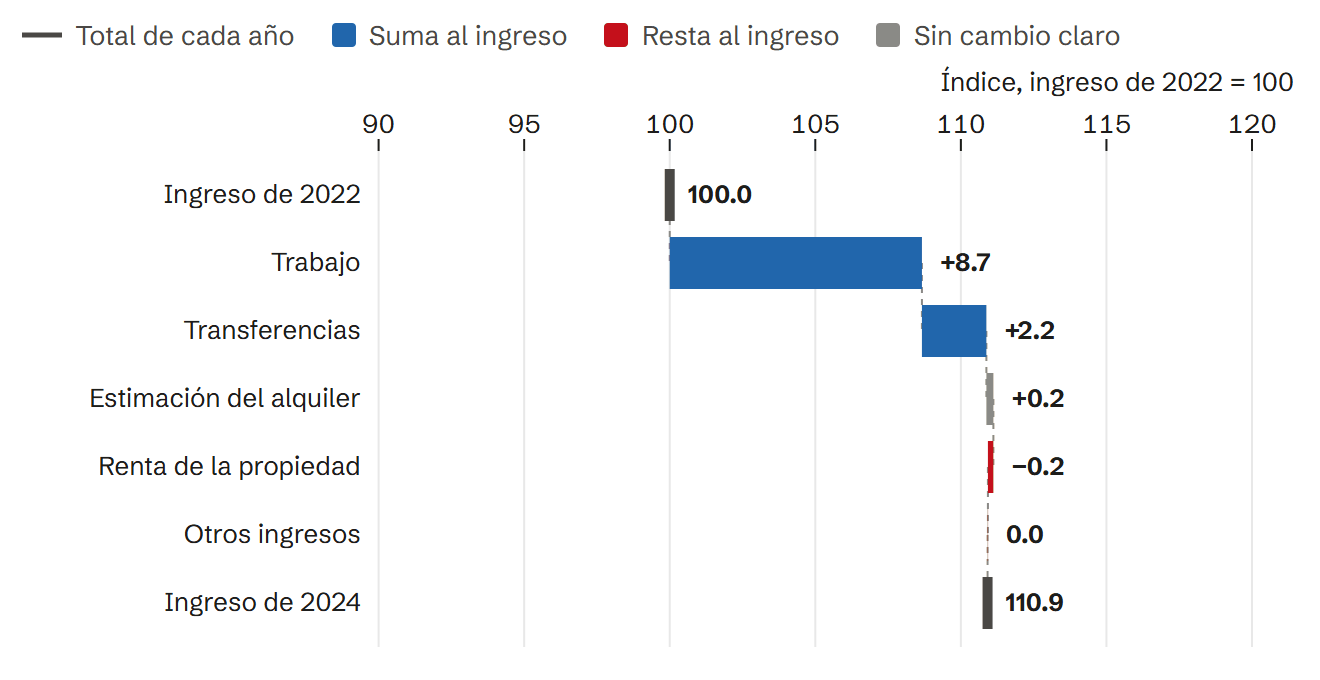 Total de cada año Suma al ingreso Resta al ingreso Sin cambio claro
Índice, ingreso de 2022 = 100
90 95 100 105 110 115 120
Ingreso de 2022 100.0
Trabajo +8.7
Transferencias +2.2
Estimación del alquiler +0.2
Renta de la propiedad −0.2
Otros ingresos 0.0
Ingreso de 2024 110.9